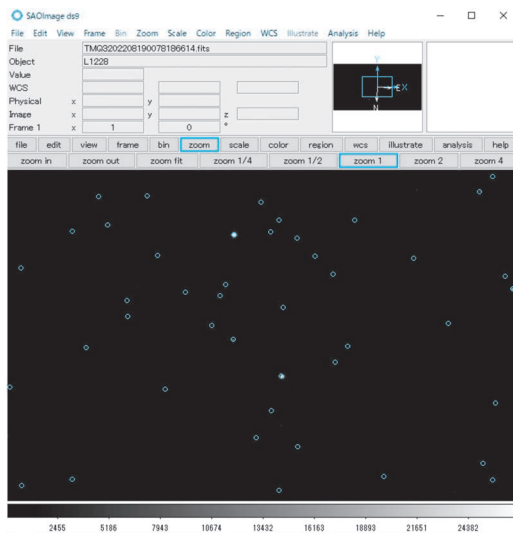 SAOImage ds9
File Edit View Frame Bin Zoom Scale Color Region WCS Illustrate Analysis Help
File TMQ3202208190078186614.fits
Object L1228
Value
WCS
Physical x y
Image x y z
Frame 1 x 1 0 °
Y
X
E
N
file edit view frame bin zoom scale color region wcs illustrate analysis help
zoom in zoom out zoom fit zoom 1/4 zoom 1/2 zoom 1 zoom 2 zoom 4
2455 5186 7943 10674 13432 16163 18893 21651 24382